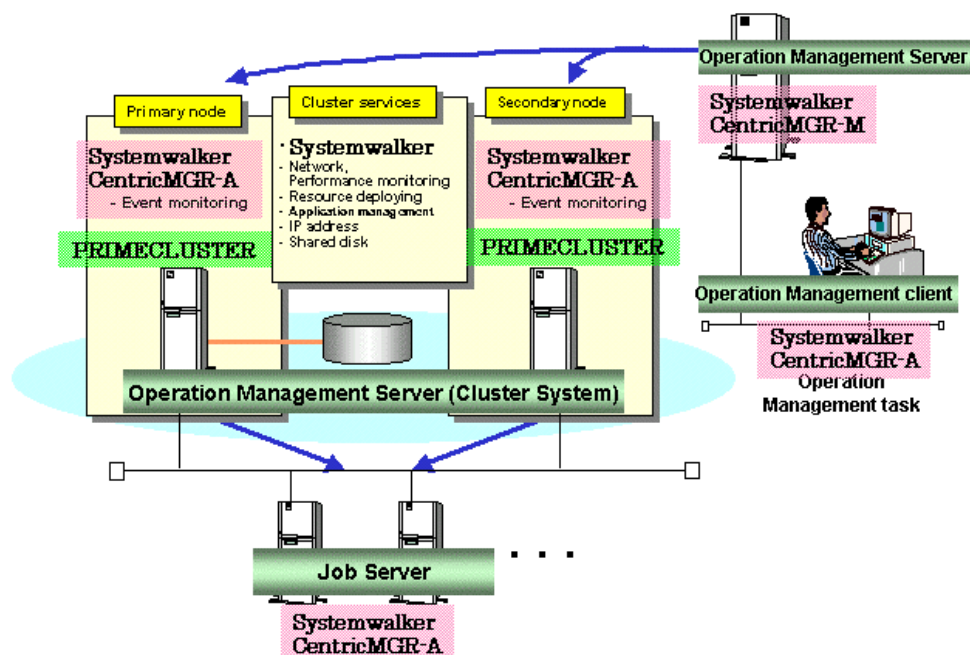 Operation Management Server
Systemwalker
CentricMGR-M
Primary node
Cluster services
Secondary node
Systemwalker
CentricMGR-A
- Event monitoring
PRIMECLUSTER
· Systemwalker
- Network,
Performance monitoring
- Resource deploying
- Application management
- IP address
- Shared disk
Systemwalker
CentricMGR-A
- Event monitoring
PRIMECLUSTER
Operation Management client
Systemwalker
CentricMGR-A
Operation
Management task
Operation Management Server (Cluster System)
Job Server
. . .
Systemwalker
CentricMGR-A